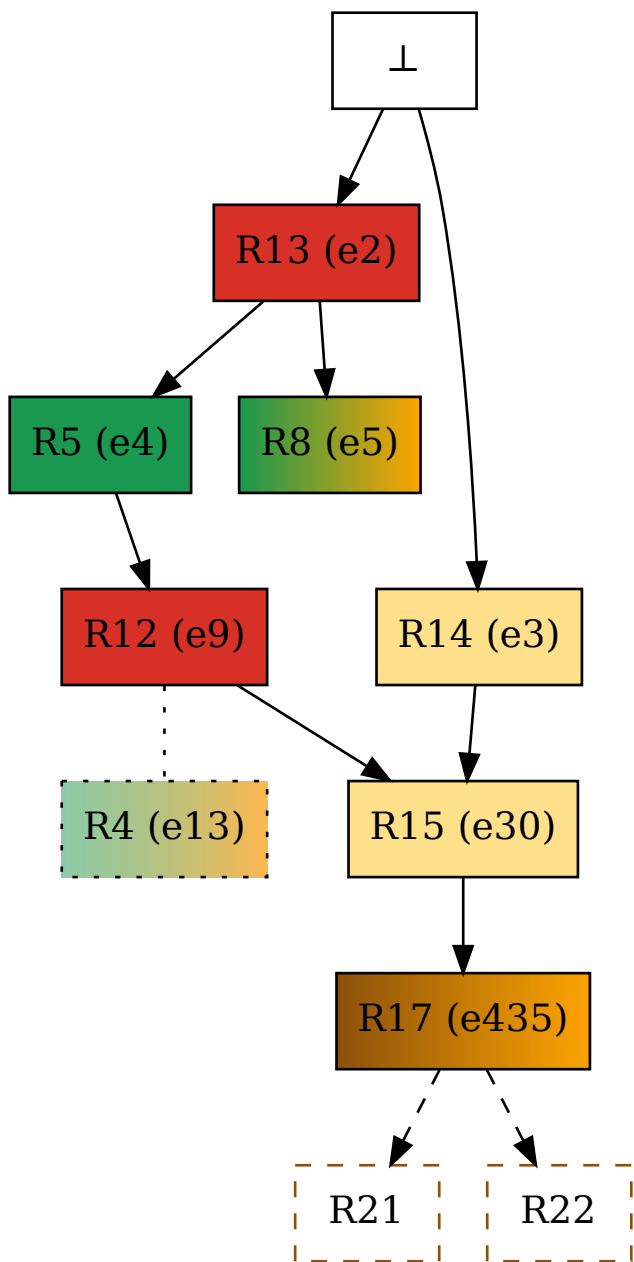 ⊥
R13 (e2)
R5 (e4)
R8 (e5)
R12 (e9)
R14 (e3)
R4 (e13)
R15 (e30)
R17 (e435)
R21
R22